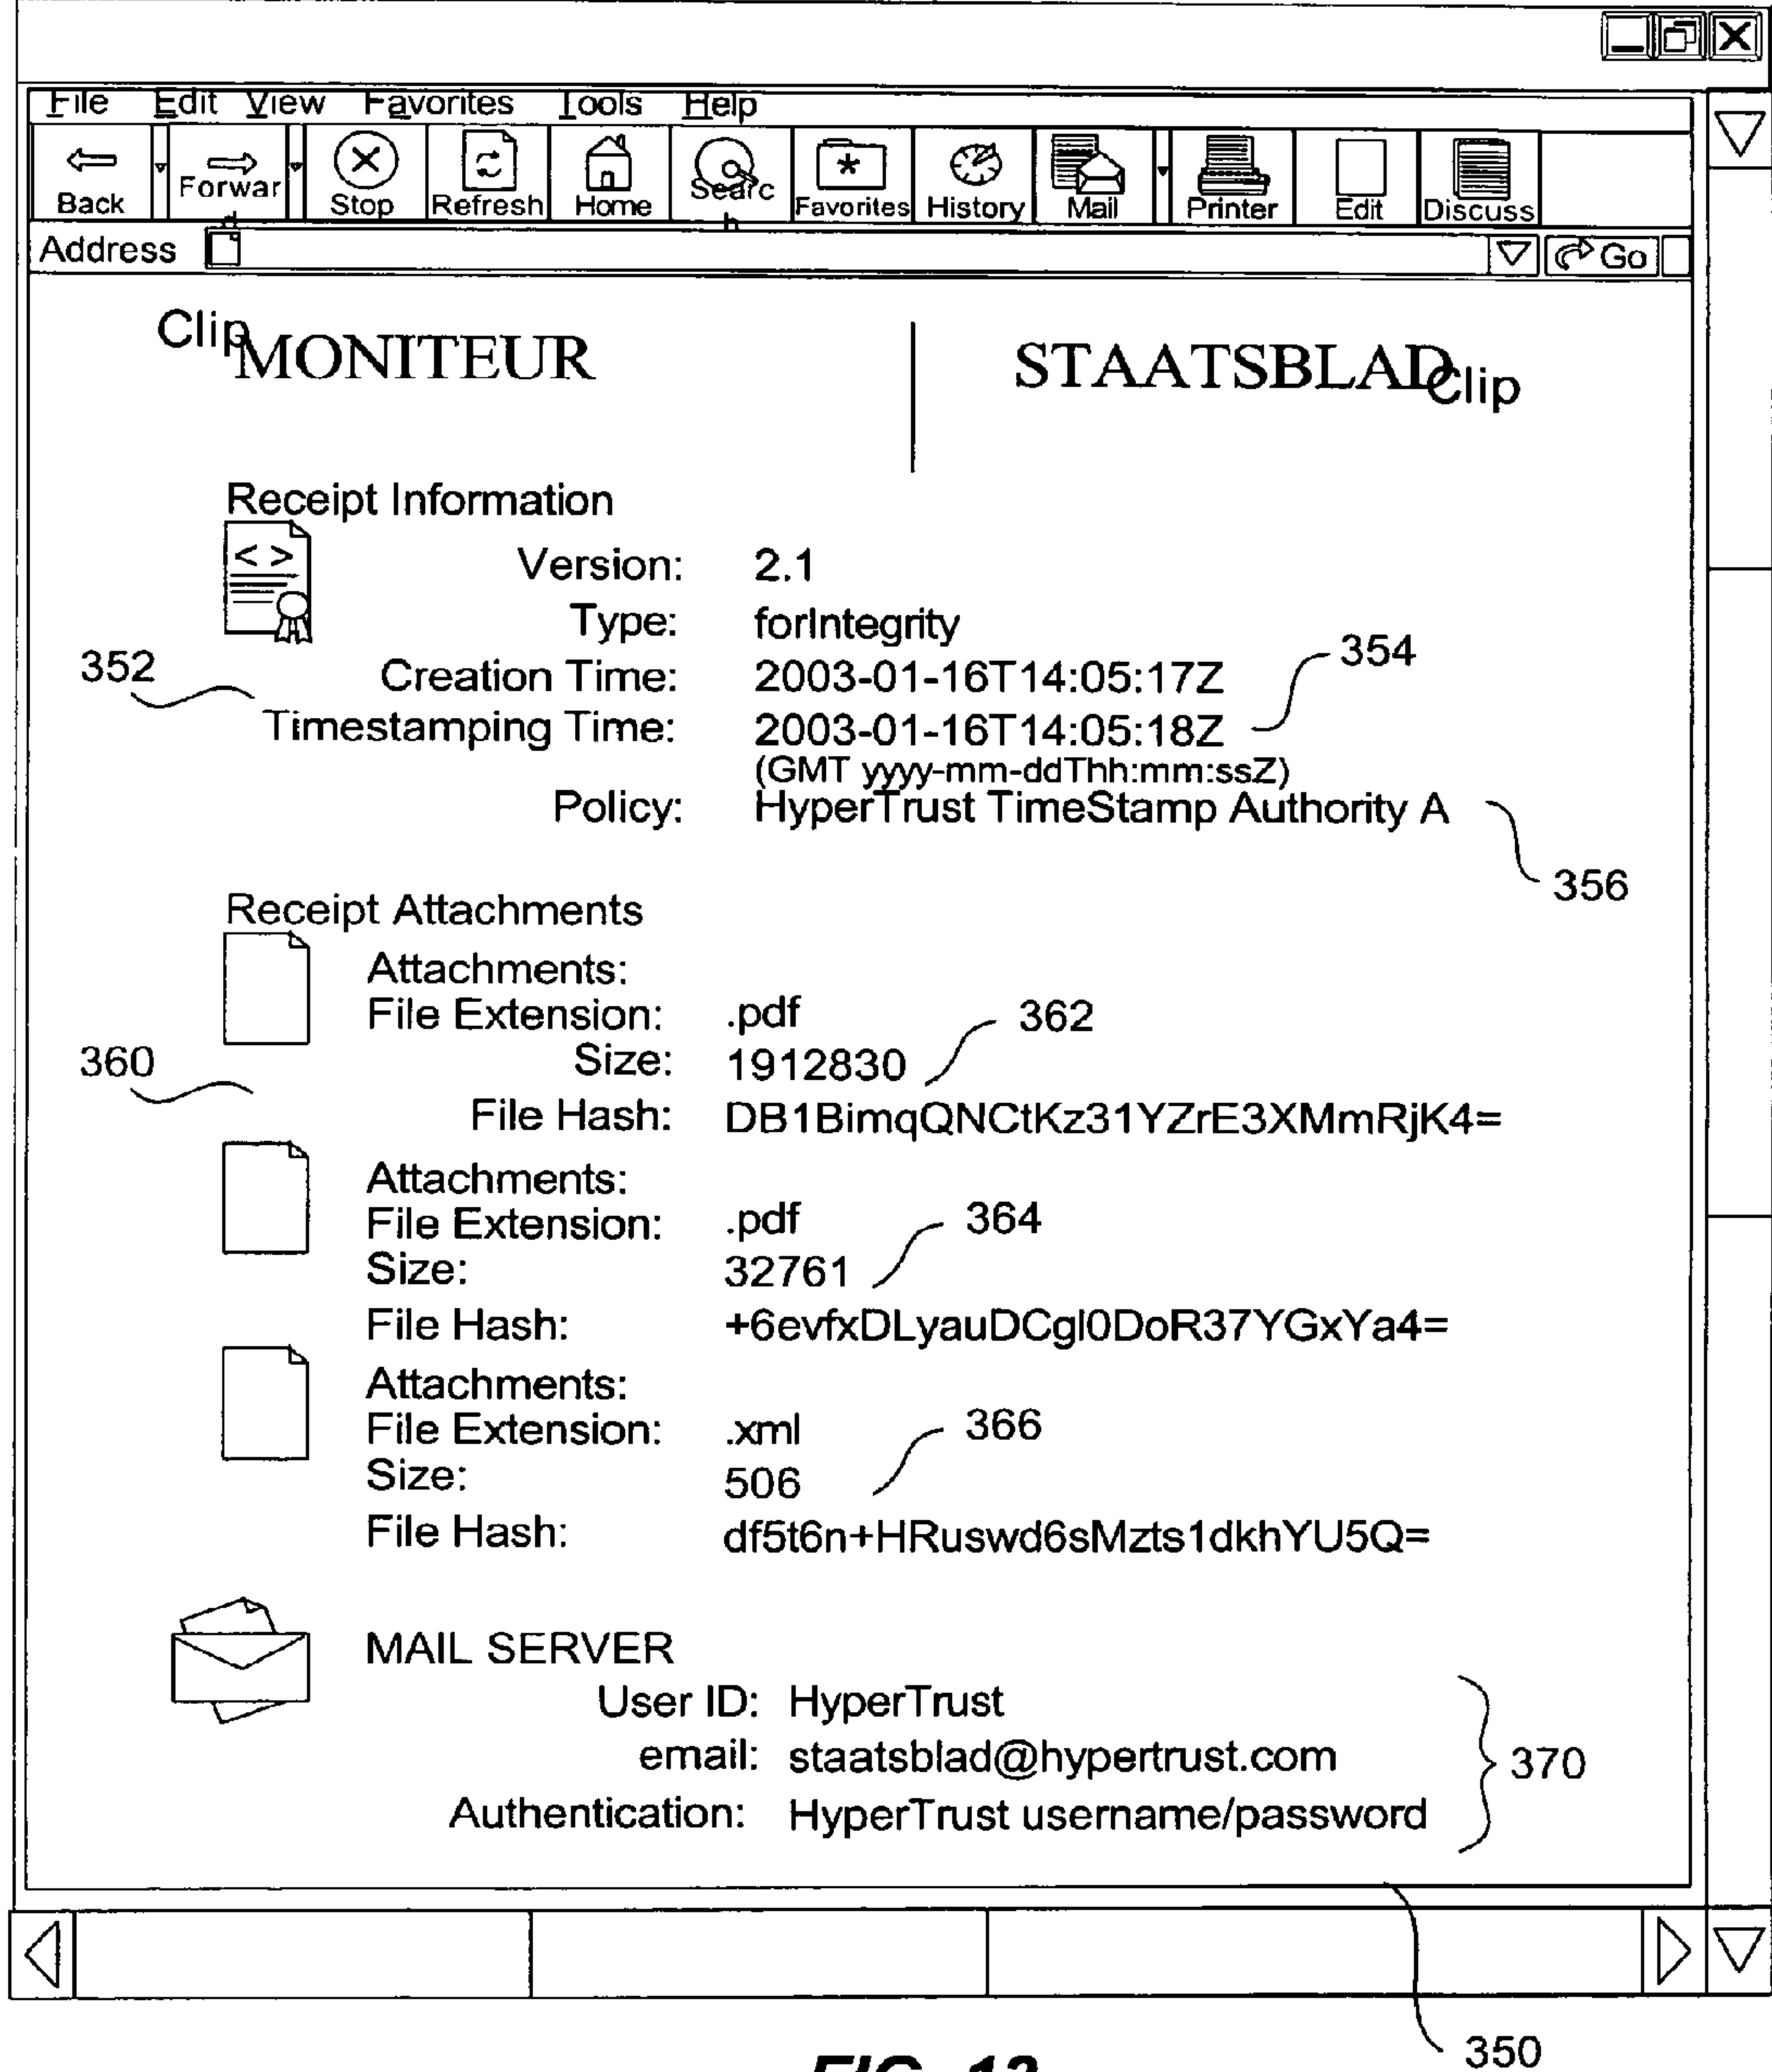 File Edit View Favorites Tools Help
Back Forward Stop Refresh Home Search Favorites History Mail Printer Edit Discuss
Address Go
Clip MONITEUR STAATSBLAD Clip
Receipt Information
Version: 2.1
Type: forIntegrity
352 Creation Time: 2003-01-16T14:05:17Z 354
Timestamping Time: 2003-01-16T14:05:18Z
(GMT yyyy-mm-ddThh:mm:ssZ)
Policy: HyperTrust TimeStamp Authority A
356
Receipt Attachments
Attachments:
File Extension: .pdf 362
360 Size: 1912830
File Hash: DB1BimqQNCtKz31YZrE3XMmRjK4=
Attachments:
File Extension: .pdf 364
Size: 32761
File Hash: +6evfxDLyauDCgl0DoR37YGxYa4=
Attachments:
File Extension: .xml 366
Size: 506
File Hash: df5t6n+HRuswd6sMzts1dkhYU5Q=
MAIL SERVER
User ID: HyperTrust
email: staatsblad@hypertrust.com 370
Authentication: HyperTrust username/password
350